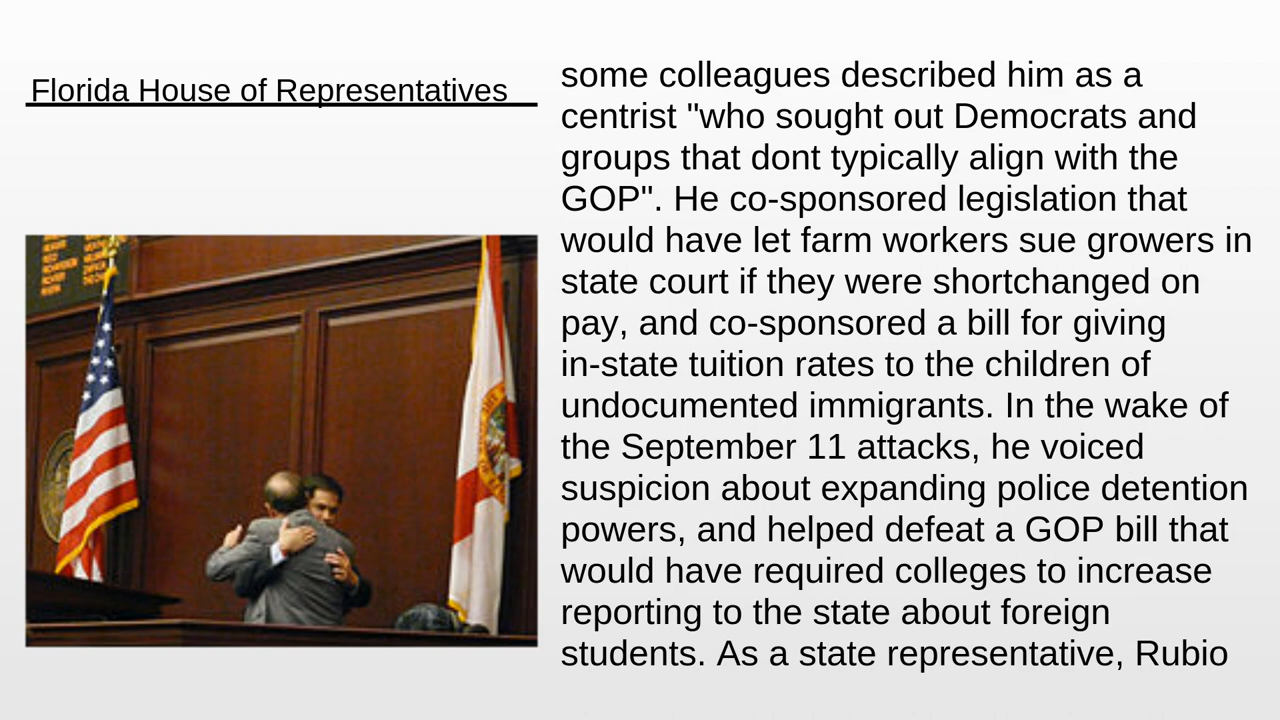 Florida House of Representatives
some colleagues described him as a
centrist "who sought out Democrats and
groups that dont typically align with the
GOP". He co-sponsored legislation that
would have let farm workers sue growers in
state court if they were shortchanged on
pay, and co-sponsored a bill for giving
in-state tuition rates to the children of
undocumented immigrants. In the wake of
the September 11 attacks, he voiced
suspicion about expanding police detention
powers, and helped defeat a GOP bill that
would have required colleges to increase
reporting to the state about foreign
students. As a state representative, Rubio